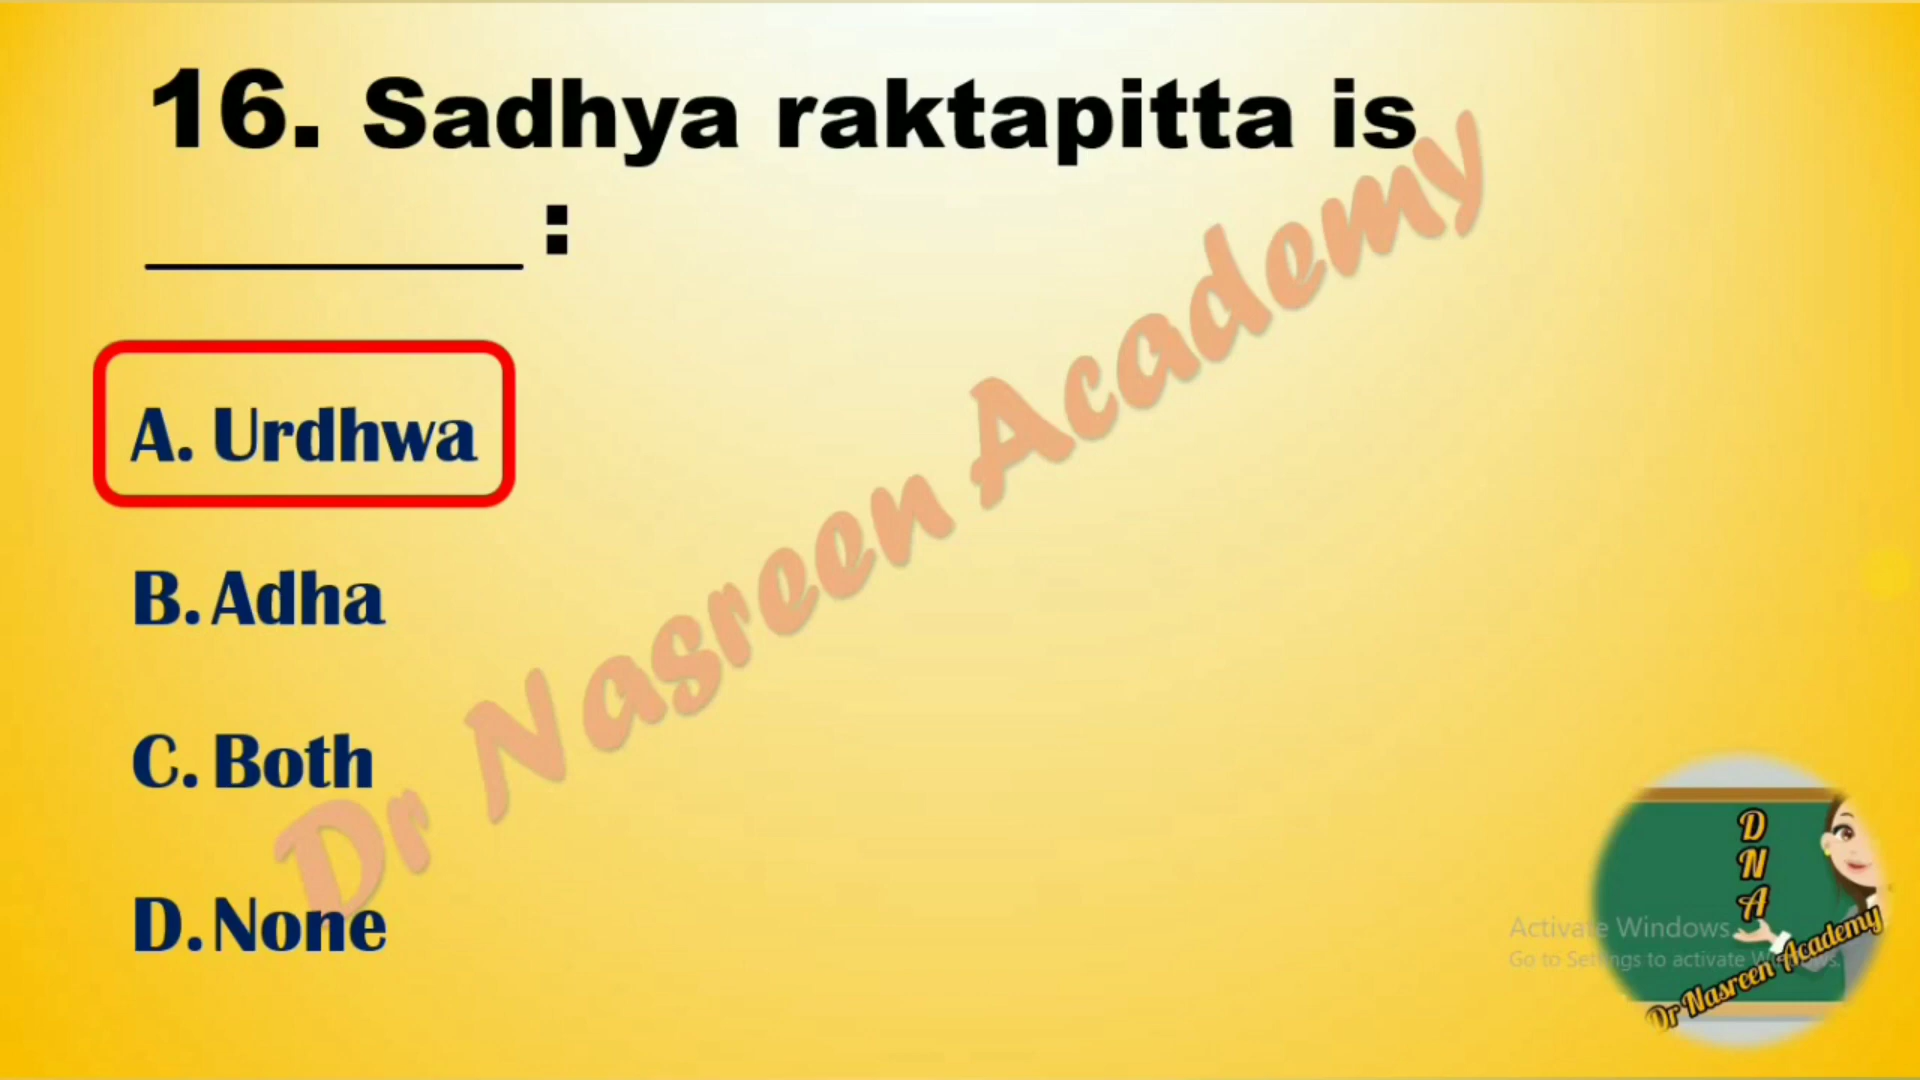 16. Sadhya raktapitta is
________ :
A. Urdhwa
B. Adha
C. Both
D. None
Dr Nasreen Academy
D
N
A
Dr Nasreen Academy
Activate Windows
Go to Settings to activate Windows.